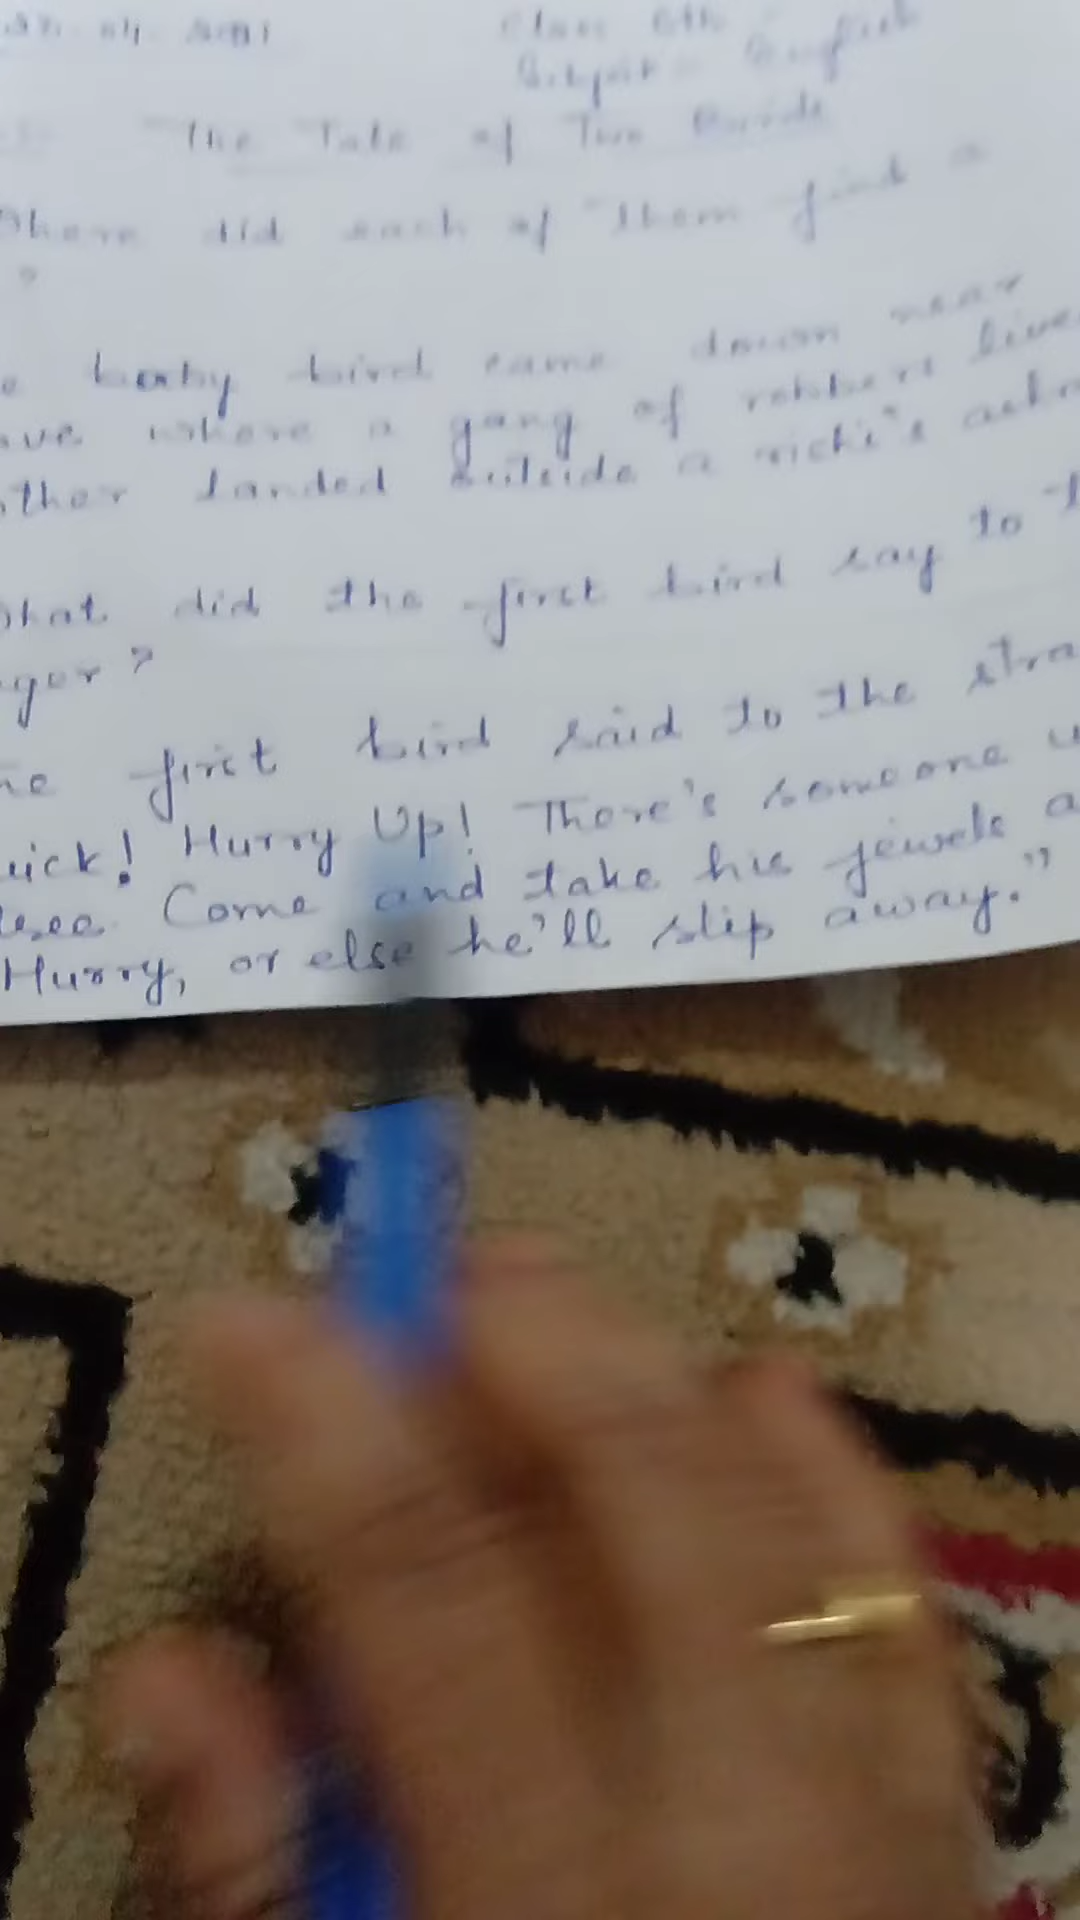 Class 6th
Subject - English
The Tale of Two Birds
Where did each of them find a
?
baby bird came down near
where a gang of robbers live
other landed outside a rishi's
What did the first bird say to
ger?
first bird said to the stra
uick! Hurry Up! There's someone u
Come and take his jewels a
Hurry, or else he'll slip away."